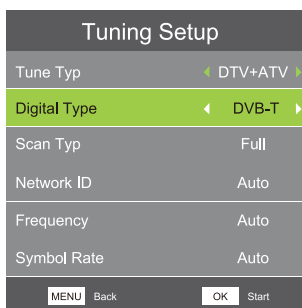 Tuning Setup
Tune Typ DTV+ATV
Digital Type DVB-T
Scan Typ Full
Network ID Auto
Frequency Auto
Symbol Rate Auto
MENU Back OK Start